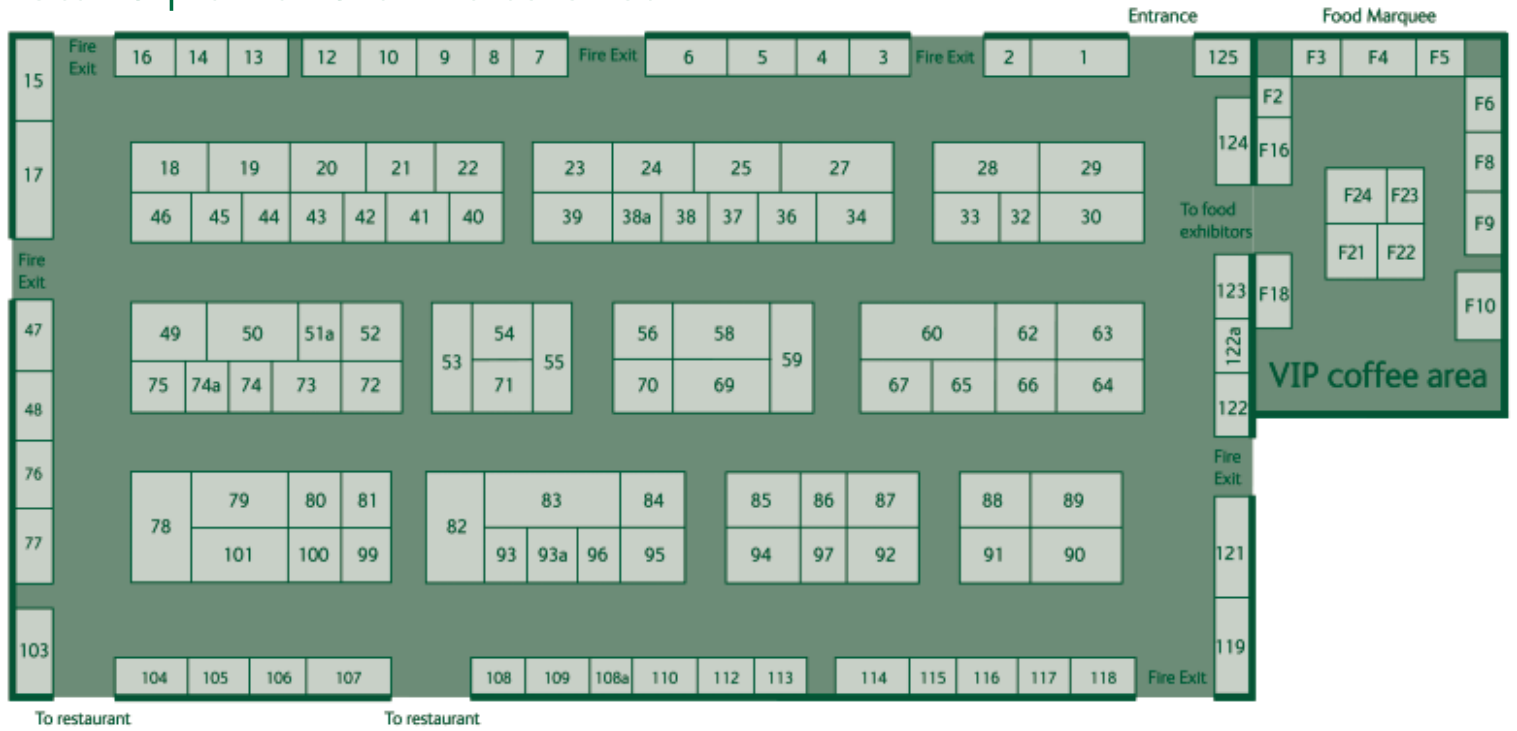 Entrance Food Marquee
Fire Exit 16 14 13 12 10 9 8 7 Fire Exit 6 5 4 3 Fire Exit 2 1 125 F3 F4 F5
15 F2 F6
17 124 F16 F8
18 19 20 21 22 23 24 25 27 28 29 F24 F23
46 45 44 43 42 41 40 39 38a 38 37 36 34 33 32 30 To food exhibitors F9
Fire Exit F21 F22
123 F18 F10
47 49 50 51a 52 53 54 55 56 58 59 60 62 63 122a
48 75 74a 74 73 72 71 70 69 67 65 66 64 122 VIP coffee area
76 Fire Exit
78 79 80 81 82 83 84 85 86 87 88 89
77 101 100 99 93 93a 96 95 94 97 92 91 90 121
103 119
104 105 106 107 108 109 108a 110 112 113 114 115 116 117 118 Fire Exit
To restaurant To restaurant